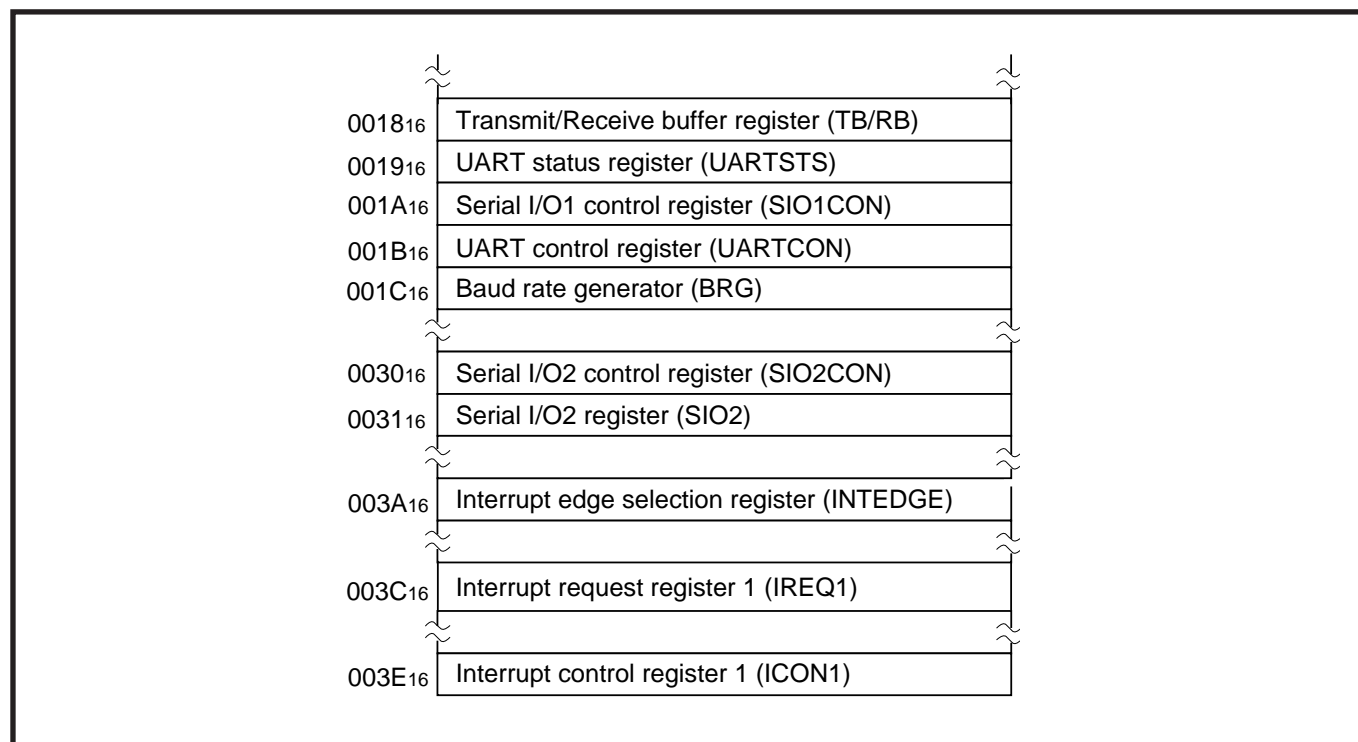 0018₁₆ Transmit/Receive buffer register (TB/RB)
0019₁₆ UART status register (UARTSTS)
001A₁₆ Serial I/O1 control register (SIO1CON)
001B₁₆ UART control register (UARTCON)
001C₁₆ Baud rate generator (BRG)
0030₁₆ Serial I/O2 control register (SIO2CON)
0031₁₆ Serial I/O2 register (SIO2)
003A₁₆ Interrupt edge selection register (INTEDGE)
003C₁₆ Interrupt request register 1 (IREQ1)
003E₁₆ Interrupt control register 1 (ICON1)